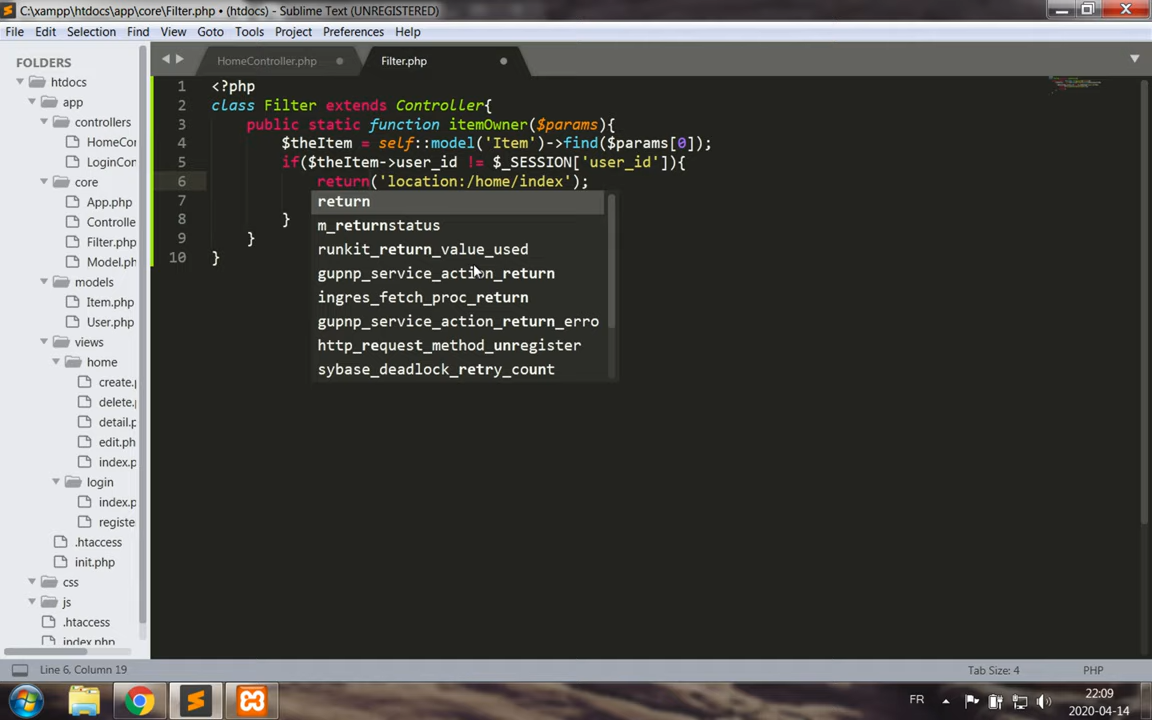 C:\xampp\htdocs\app\core\Filter.php • (htdocs) - Sublime Text (UNREGISTERED)
File Edit Selection Find View Goto Tools Project Preferences Help
FOLDERS
htdocs
app
controllers
HomeCo
LoginCon
core
App.php
Controlle
Filter.php
Model.ph
models
Item.php
User.php
views
home
create.p
delete.
detail.p
edit.ph
index.p
login
index.p
registe
.htaccess
init.php
css
js
.htaccess
index.php
HomeController.php Filter.php
1 <?php
2 class Filter extends Controller{
3 public static function itemOwner($params){
4 $theItem = self::model('Item')->find($params[0]);
5 if($theItem->user_id != $_SESSION['user_id']){
6 return('location:/home/index');
7
8 }
9 }
10 }
return
m_returnstatus
runkit_return_value_used
gupnp_service_action_return
ingres_fetch_proc_return
gupnp_service_action_return_erro
http_request_method_unregister
sybase_deadlock_retry_count
Line 6, Column 19 Tab Size: 4 PHP
FR 22:09
2020-04-14